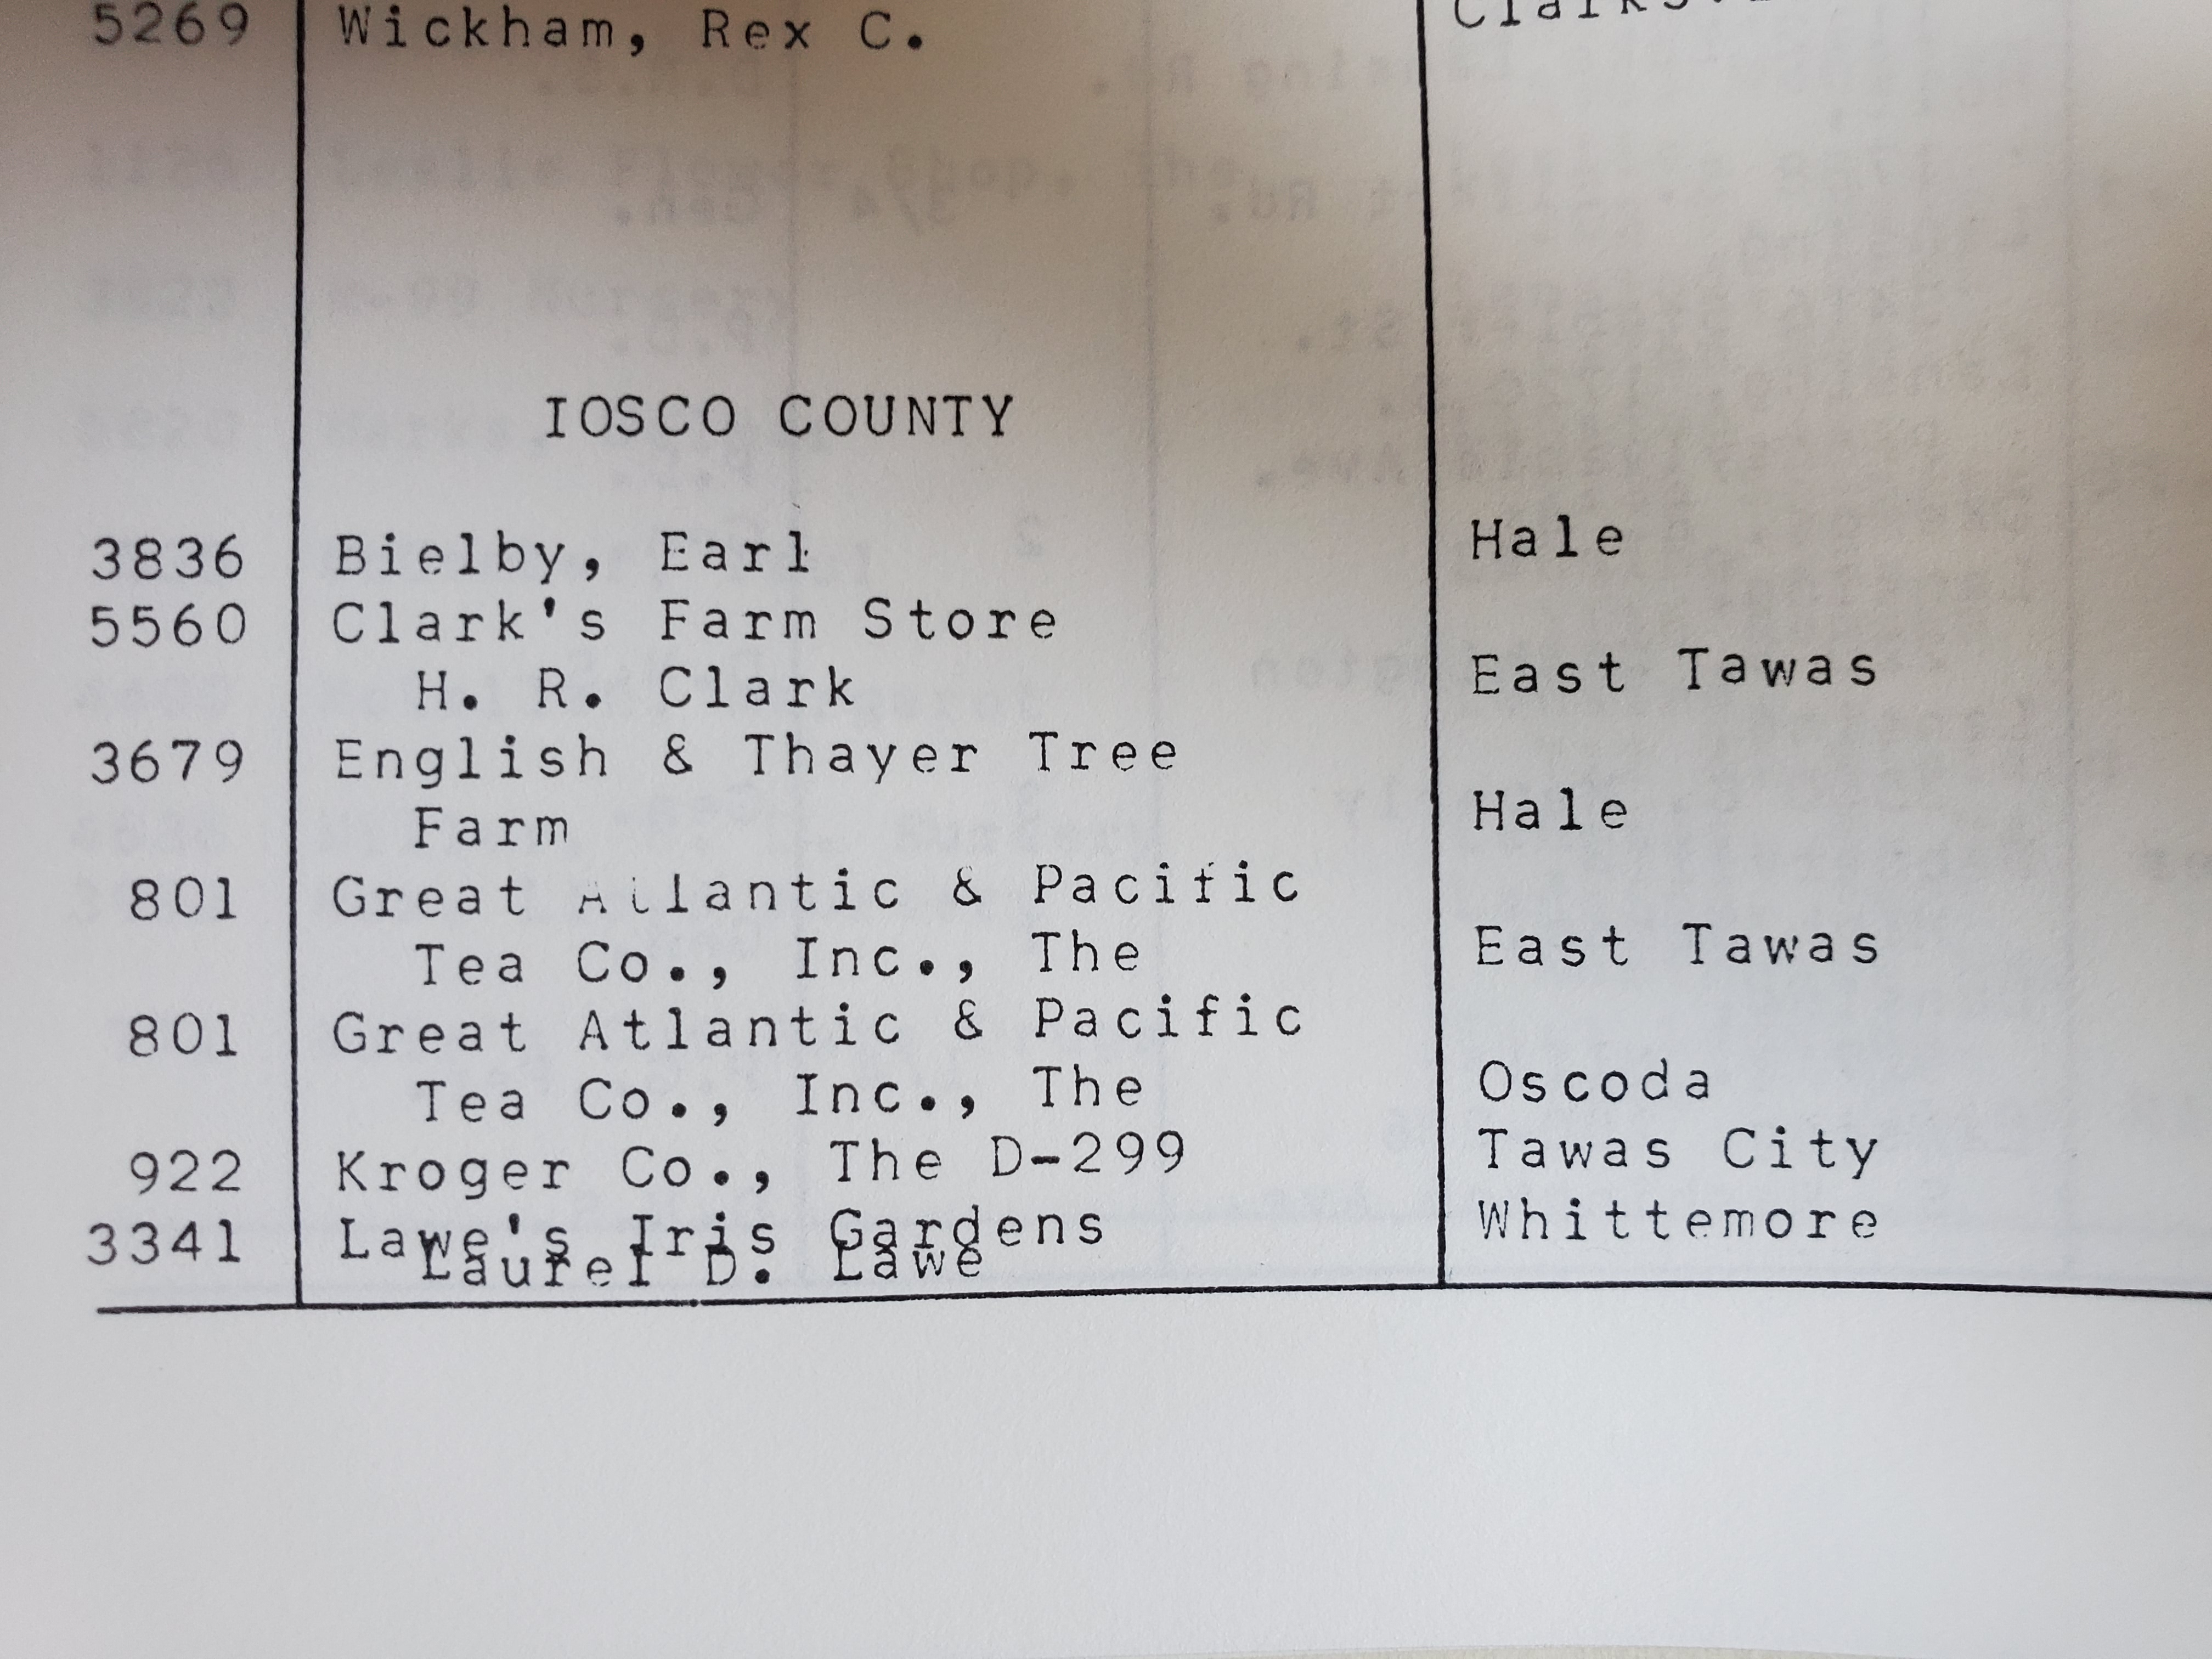 5269 Wickham, Rex C.
IOSCO COUNTY
3836 Bielby, Earl Hale
5560 Clark's Farm Store
H. R. Clark East Tawas
3679 English & Thayer Tree
Farm Hale
801 Great Atlantic & Pacific
Tea Co., Inc., The East Tawas
801 Great Atlantic & Pacific
Tea Co., Inc., The Oscoda
922 Kroger Co., The D-299 Tawas City
3341 Lawe's Iris Gardens Whittemore
Laurel D. Lawe